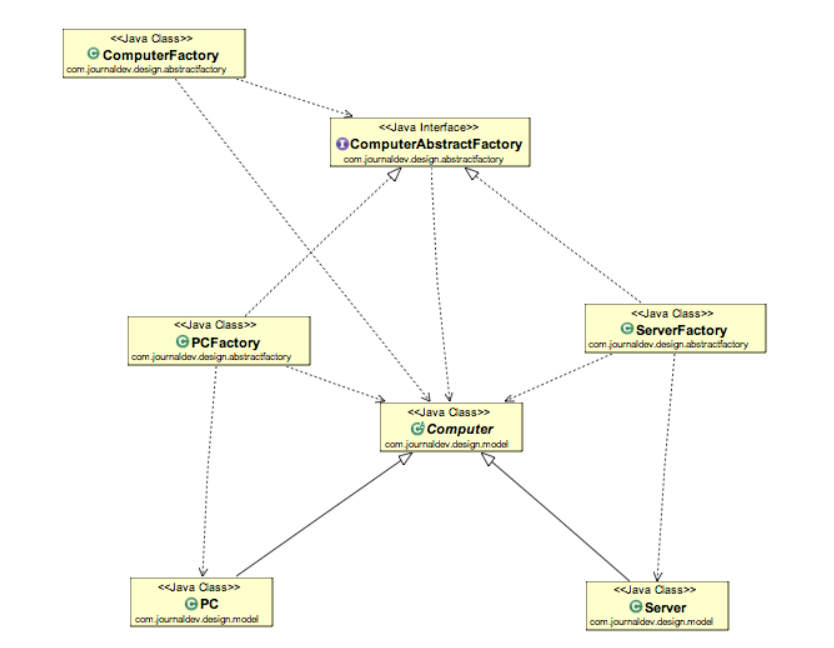 <<Java Class>>
ComputerFactory
com.journaldev.design.abstractfactory
<<Java Interface>>
ComputerAbstractFactory
com.journaldev.design.abstractfactory
<<Java Class>>
PCFactory
com.journaldev.design.abstractfactory
<<Java Class>>
ServerFactory
com.journaldev.design.abstractfactory
<<Java Class>>
Computer
com.journaldev.design.model
<<Java Class>>
PC
com.journaldev.design.model
<<Java Class>>
Server
com.journaldev.design.model